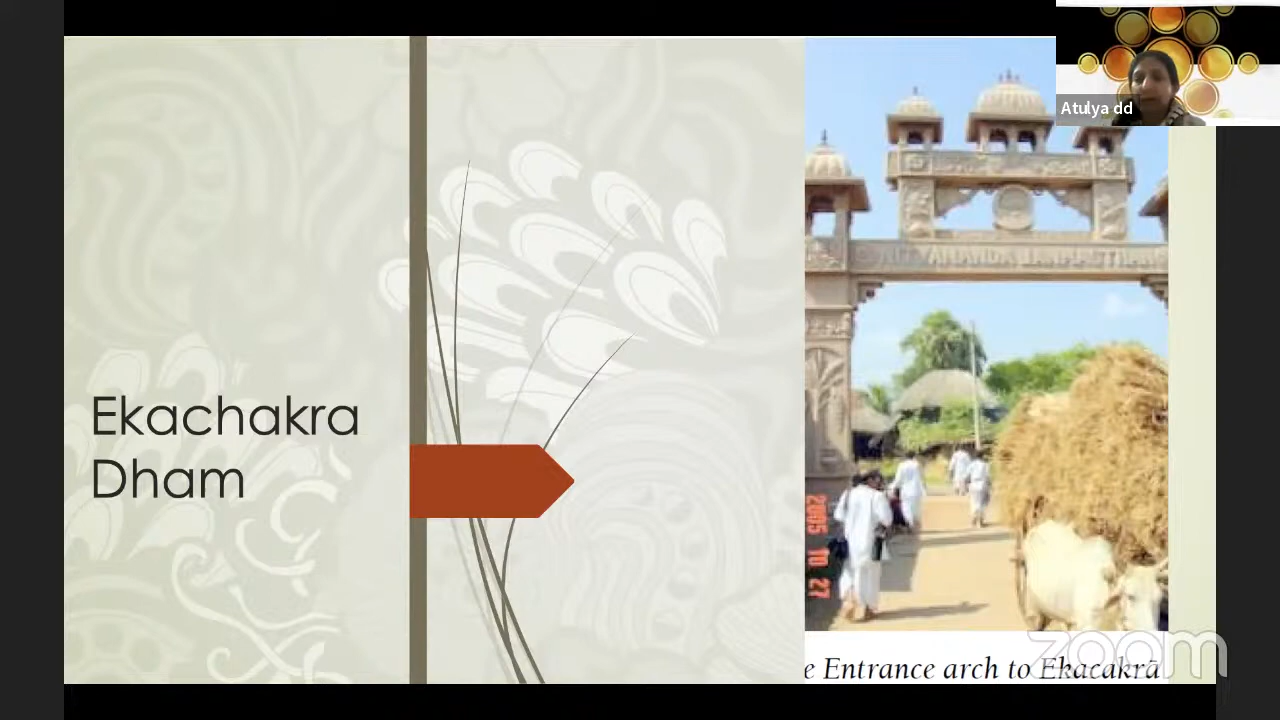 Atulya dd
Ekachakra
Dham
2005 10 27
e Entrance arch to Ekacakrā
zoom